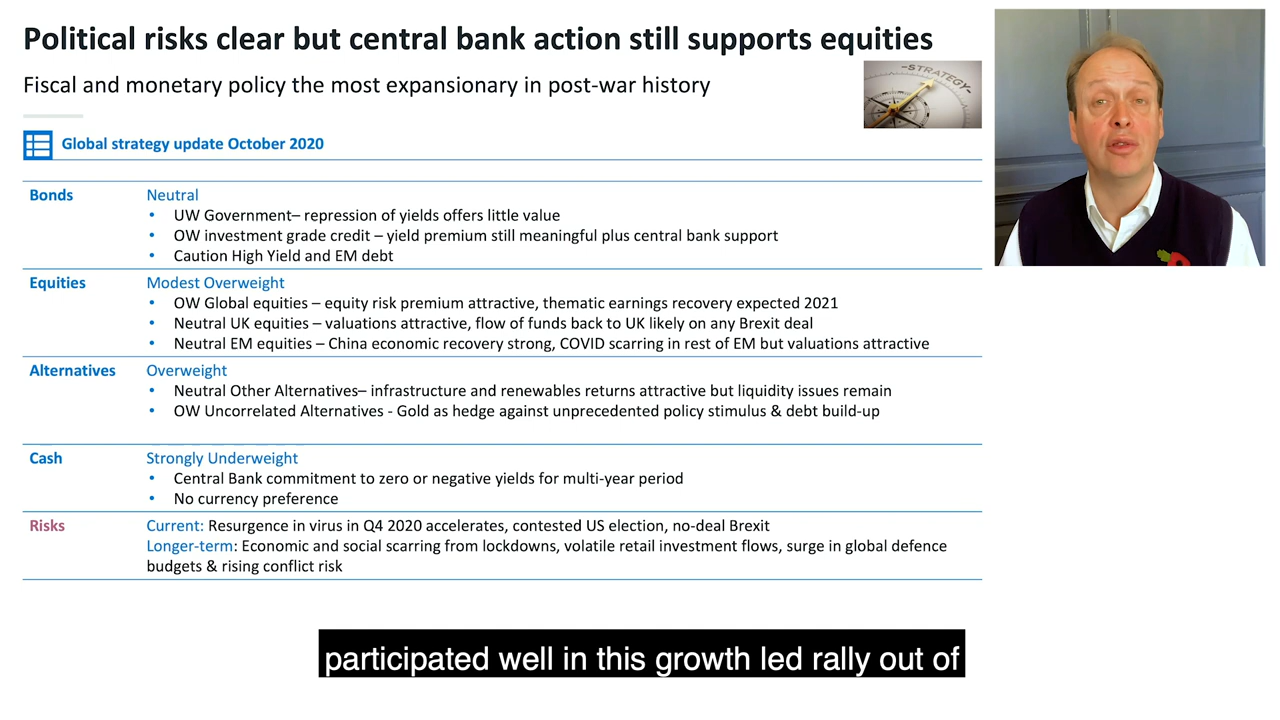 Political risks clear but central bank action still supports equities
Fiscal and monetary policy the most expansionary in post-war history
-STRATEGY-
Global strategy update October 2020
Bonds
Neutral
• UW Government– repression of yields offers little value
• OW investment grade credit – yield premium still meaningful plus central bank support
• Caution High Yield and EM debt
Equities
Modest Overweight
• OW Global equities – equity risk premium attractive, thematic earnings recovery expected 2021
• Neutral UK equities – valuations attractive, flow of funds back to UK likely on any Brexit deal
• Neutral EM equities – China economic recovery strong, COVID scarring in rest of EM but valuations attractive
Alternatives
Overweight
• Neutral Other Alternatives– infrastructure and renewables returns attractive but liquidity issues remain
• OW Uncorrelated Alternatives - Gold as hedge against unprecedented policy stimulus & debt build-up
Cash
Strongly Underweight
• Central Bank commitment to zero or negative yields for multi-year period
• No currency preference
Risks
Current: Resurgence in virus in Q4 2020 accelerates, contested US election, no-deal Brexit
Longer-term: Economic and social scarring from lockdowns, volatile retail investment flows, surge in global defence
budgets & rising conflict risk
participated well in this growth led rally out of